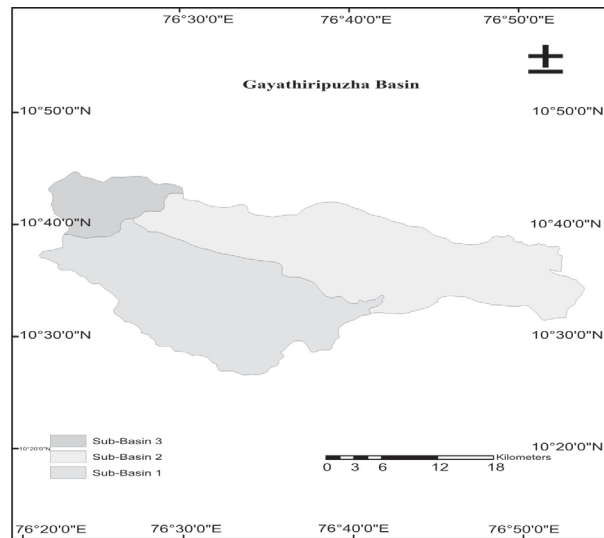 76°30'0"E 76°40'0"E 76°50'0"E
Gayathiripuzha Basin
10°50'0"N 10°50'0"N
10°40'0"N 10°40'0"N
10°30'0"N 10°30'0"N
Sub-Basin 3
10°20'0"N Sub-Basin 2 10°20'0"N
Sub-Basin 1
Kilometers
0 3 6 12 18
76°20'0"E 76°30'0"E 76°40'0"E 76°50'0"E